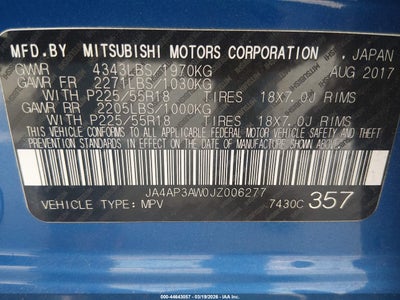 MFD.BY MITSUBISHI MOTORS CORPORATION . JAPAN
GVWR 4343LBS/1970KG AUG 2017
GAWR FR 2271LBS/1030KG
WITH P225/55R18 TIRES 18X7.0J RIMS
GAWR RR 2205LBS/1000KG
WITH P225/55R18 TIRES 18X7.0J RIMS
THIS VEHICLE CONFORMS TO ALL APPLICABLE FEDERAL MOTOR VEHICLE SAFETY, BUMPER, AND THEFT
PREVENTION STANDARDS IN EFFECT ON THE DATE OF MANUFACTURE SHOWN ABOVE.
JA4AP3AW0JZ006277
VEHICLE TYPE: MPV 7430C 357
000-44643057 - 03/19/2026 - IAA Inc.